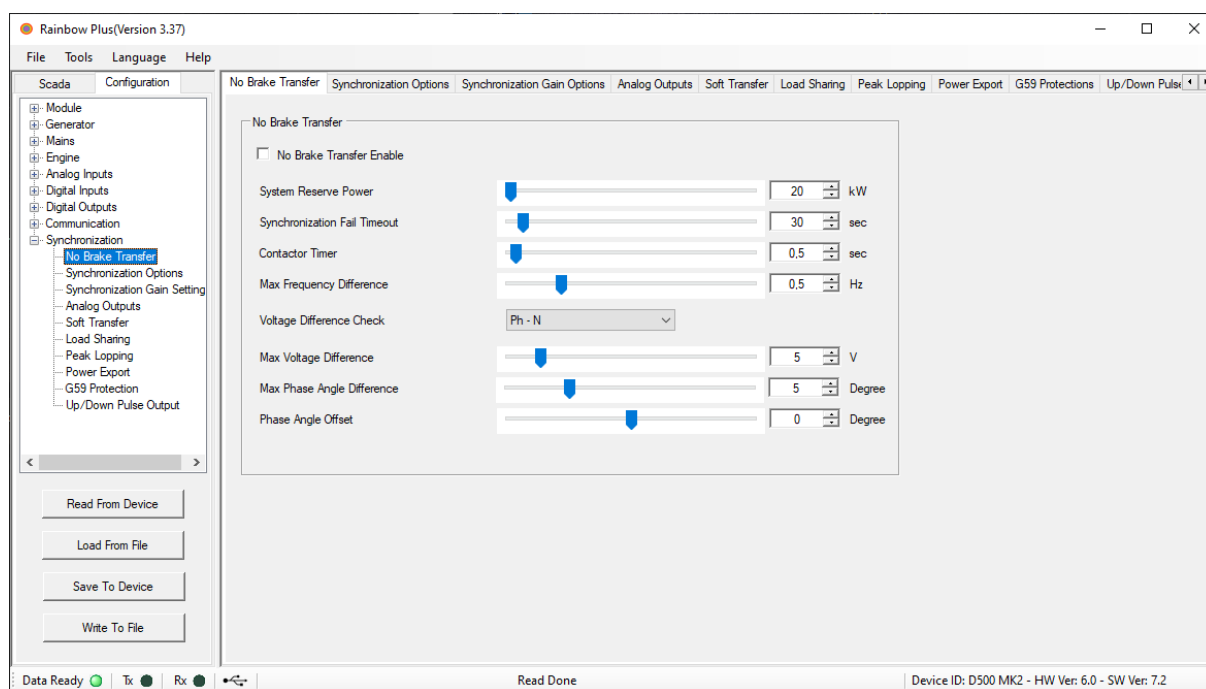 Rainbow Plus(Version 3.37)
File Tools Language Help
Scada Configuration
Module
Generator
Mains
Engine
Analog Inputs
Digital Inputs
Digital Outputs
Communication
Synchronization
No Brake Transfer
Synchronization Options
Synchronization Gain Setting
Analog Outputs
Soft Transfer
Load Sharing
Peak Lopping
Power Export
G59 Protection
Up/Down Pulse Output
Read From Device
Load From File
Save To Device
Write To File
No Brake Transfer Synchronization Options Synchronization Gain Options Analog Outputs Soft Transfer Load Sharing Peak Lopping Power Export G59 Protections Up/Down Pulse
No Brake Transfer
No Brake Transfer Enable
System Reserve Power 20 kW
Synchronization Fail Timeout 30 sec
Contactor Timer 0,5 sec
Max Frequency Difference 0,5 Hz
Voltage Difference Check Ph - N
Max Voltage Difference 5 V
Max Phase Angle Difference 5 Degree
Phase Angle Offset 0 Degree
Data Ready Tx Rx Read Done Device ID: D500 MK2 - HW Ver: 6.0 - SW Ver: 7.2